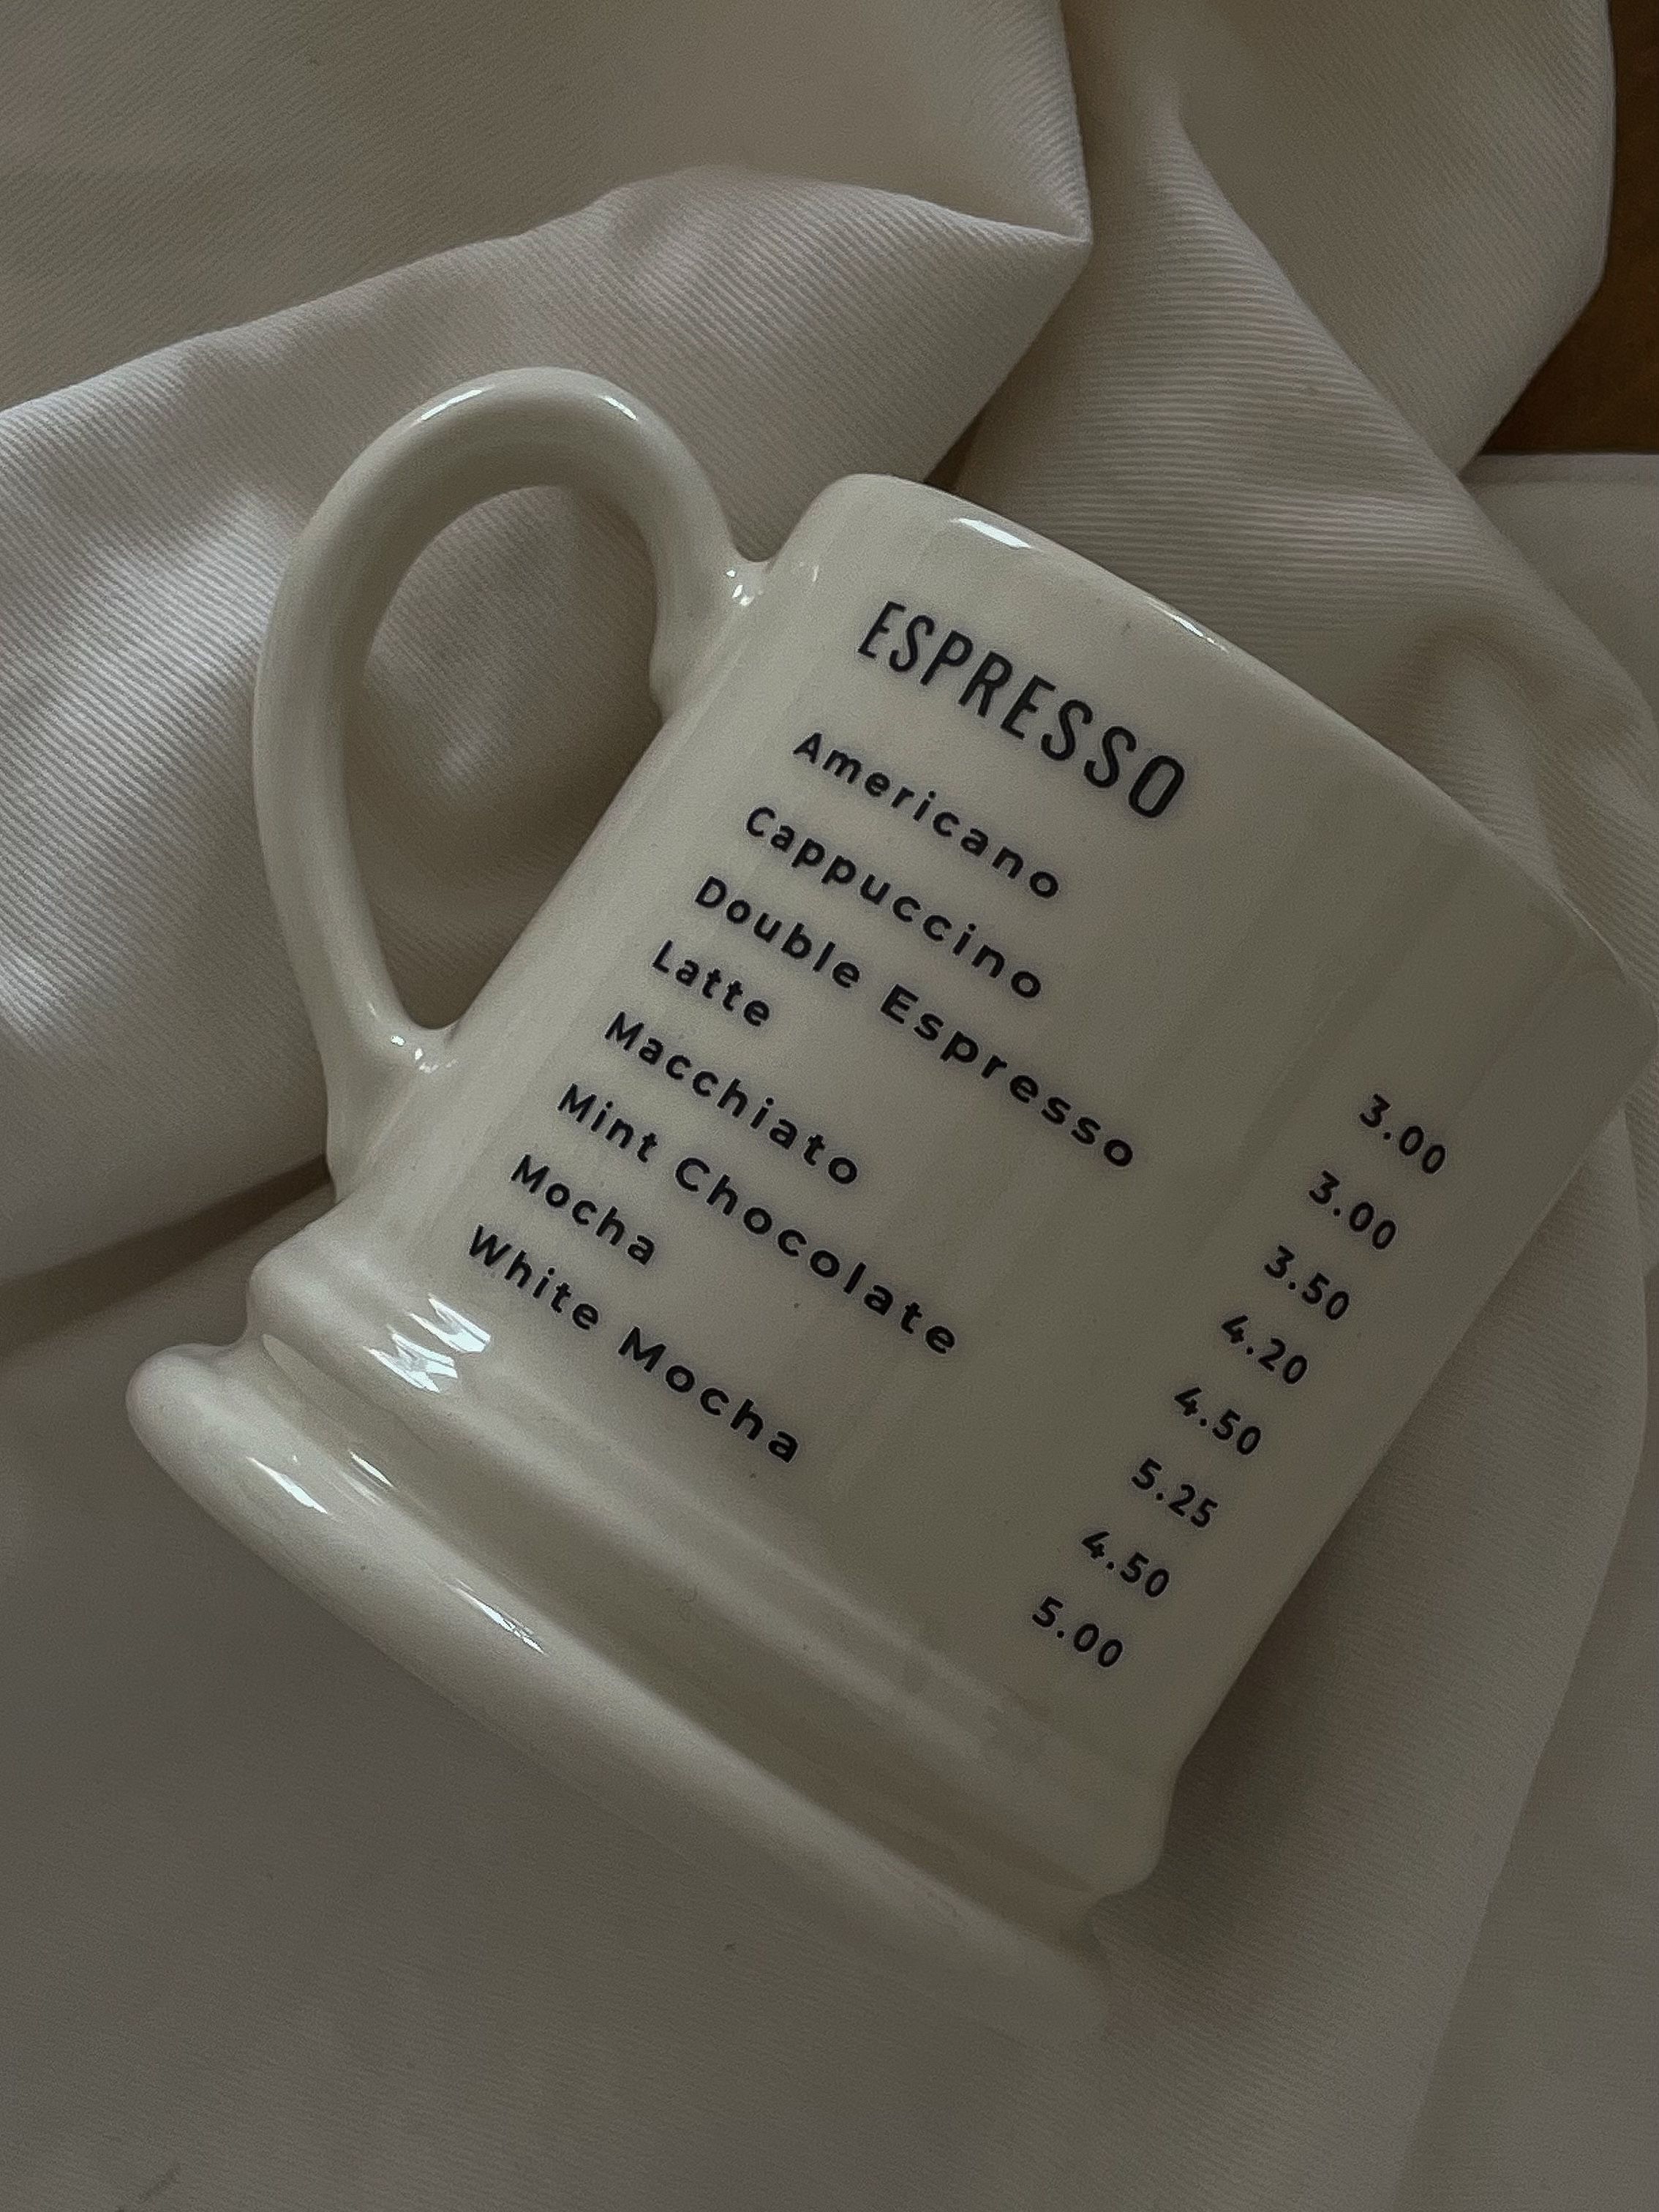 ESPRESSO
Americano 3.00
Cappuccino 3.00
Double Espresso 3.50
Latte 4.20
Macchiato 4.50
Mint Chocolate 5.25
Mocha 4.50
White Mocha 5.00